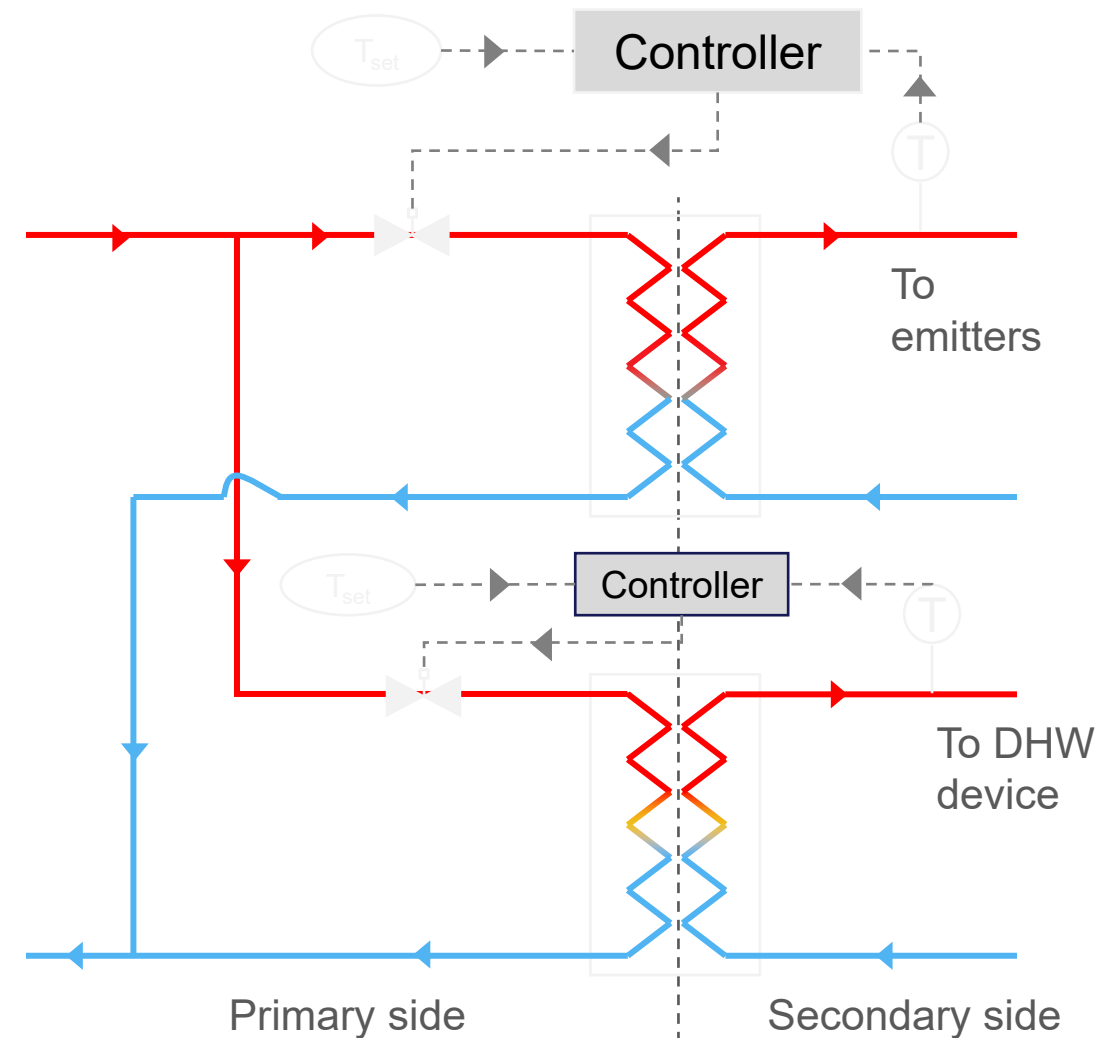 T_set
Controller
T
To
emitters
T_set
Controller
T
To DHW
device
Primary side
Secondary side